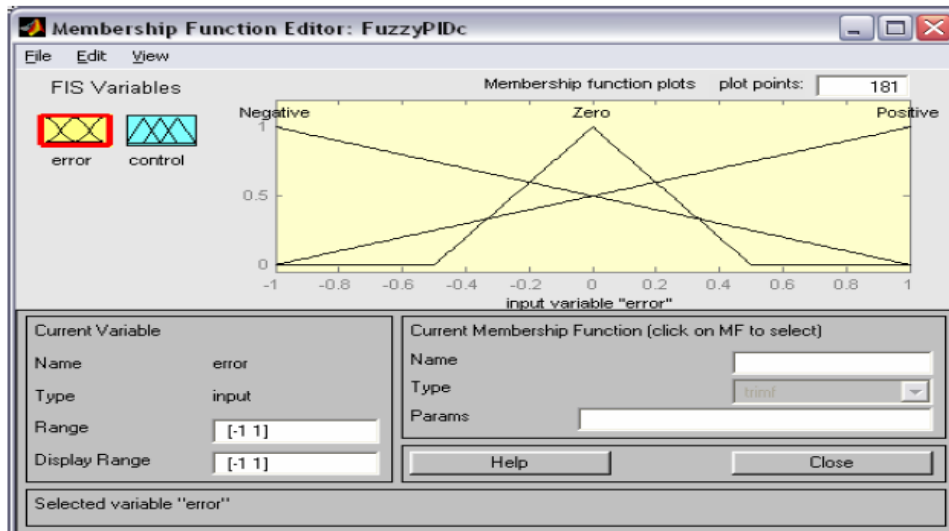 Membership Function Editor: FuzzyPIDc
File Edit View
FIS Variables
error
control
Membership function plots plot points: 181
Negative Zero Positive
1
0.5
0
-1 -0.8 -0.6 -0.4 -0.2 0 0.2 0.4 0.6 0.8 1
input variable "error"
Current Variable
Name error
Type input
Range [-1 1]
Display Range [-1 1]
Current Membership Function (click on MF to select)
Name
Type trimf
Params
Help Close
Selected variable "error"